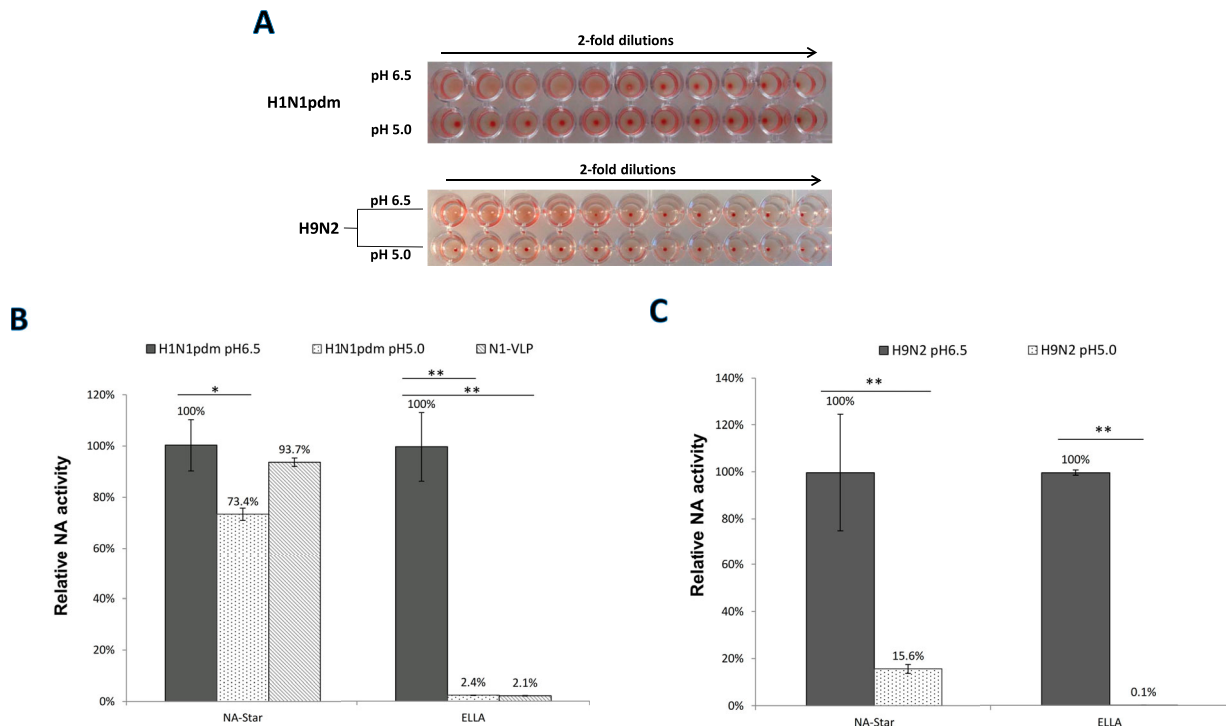 A
2-fold dilutions
pH 6.5
H1N1pdm
pH 5.0
2-fold dilutions
pH 6.5
H9N2
pH 5.0
B
H1N1pdm pH6.5 H1N1pdm pH5.0 N1-VLP
Relative NA activity
120%
100%
80%
60%
40%
20%
0%
*
100%
73.4%
93.7%
**
**
100%
2.4%
2.1%
NA-Star
ELLA
C
H9N2 pH6.5 H9N2 pH5.0
Relative NA activity
140%
120%
100%
80%
60%
40%
20%
0%
**
100%
15.6%
**
100%
0.1%
NA-Star
ELLA